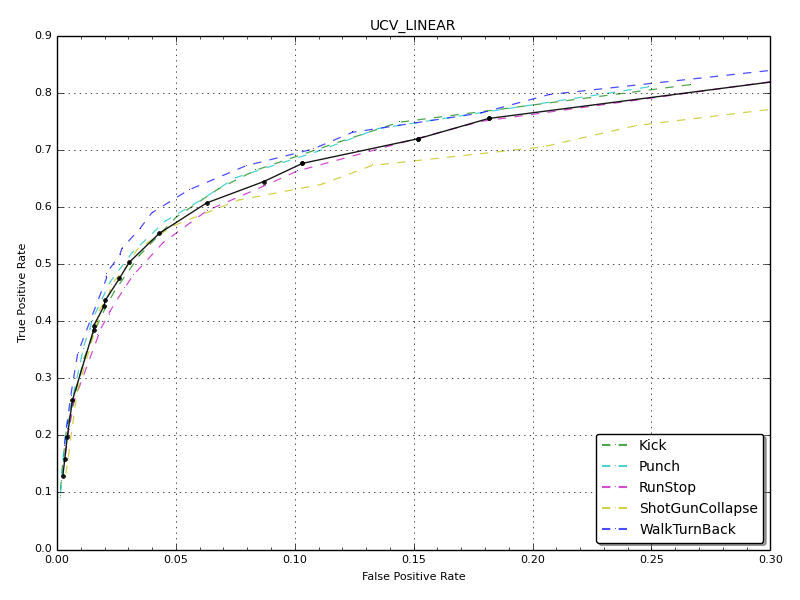 UCV_LINEAR
0.9
0.8
0.7
0.6
0.5
0.4
0.3
0.2
0.1
0.0
True Positive Rate
Kick
Punch
RunStop
ShotGunCollapse
WalkTurnBack
0.00 0.05 0.10 0.15 0.20 0.25 0.30
False Positive Rate